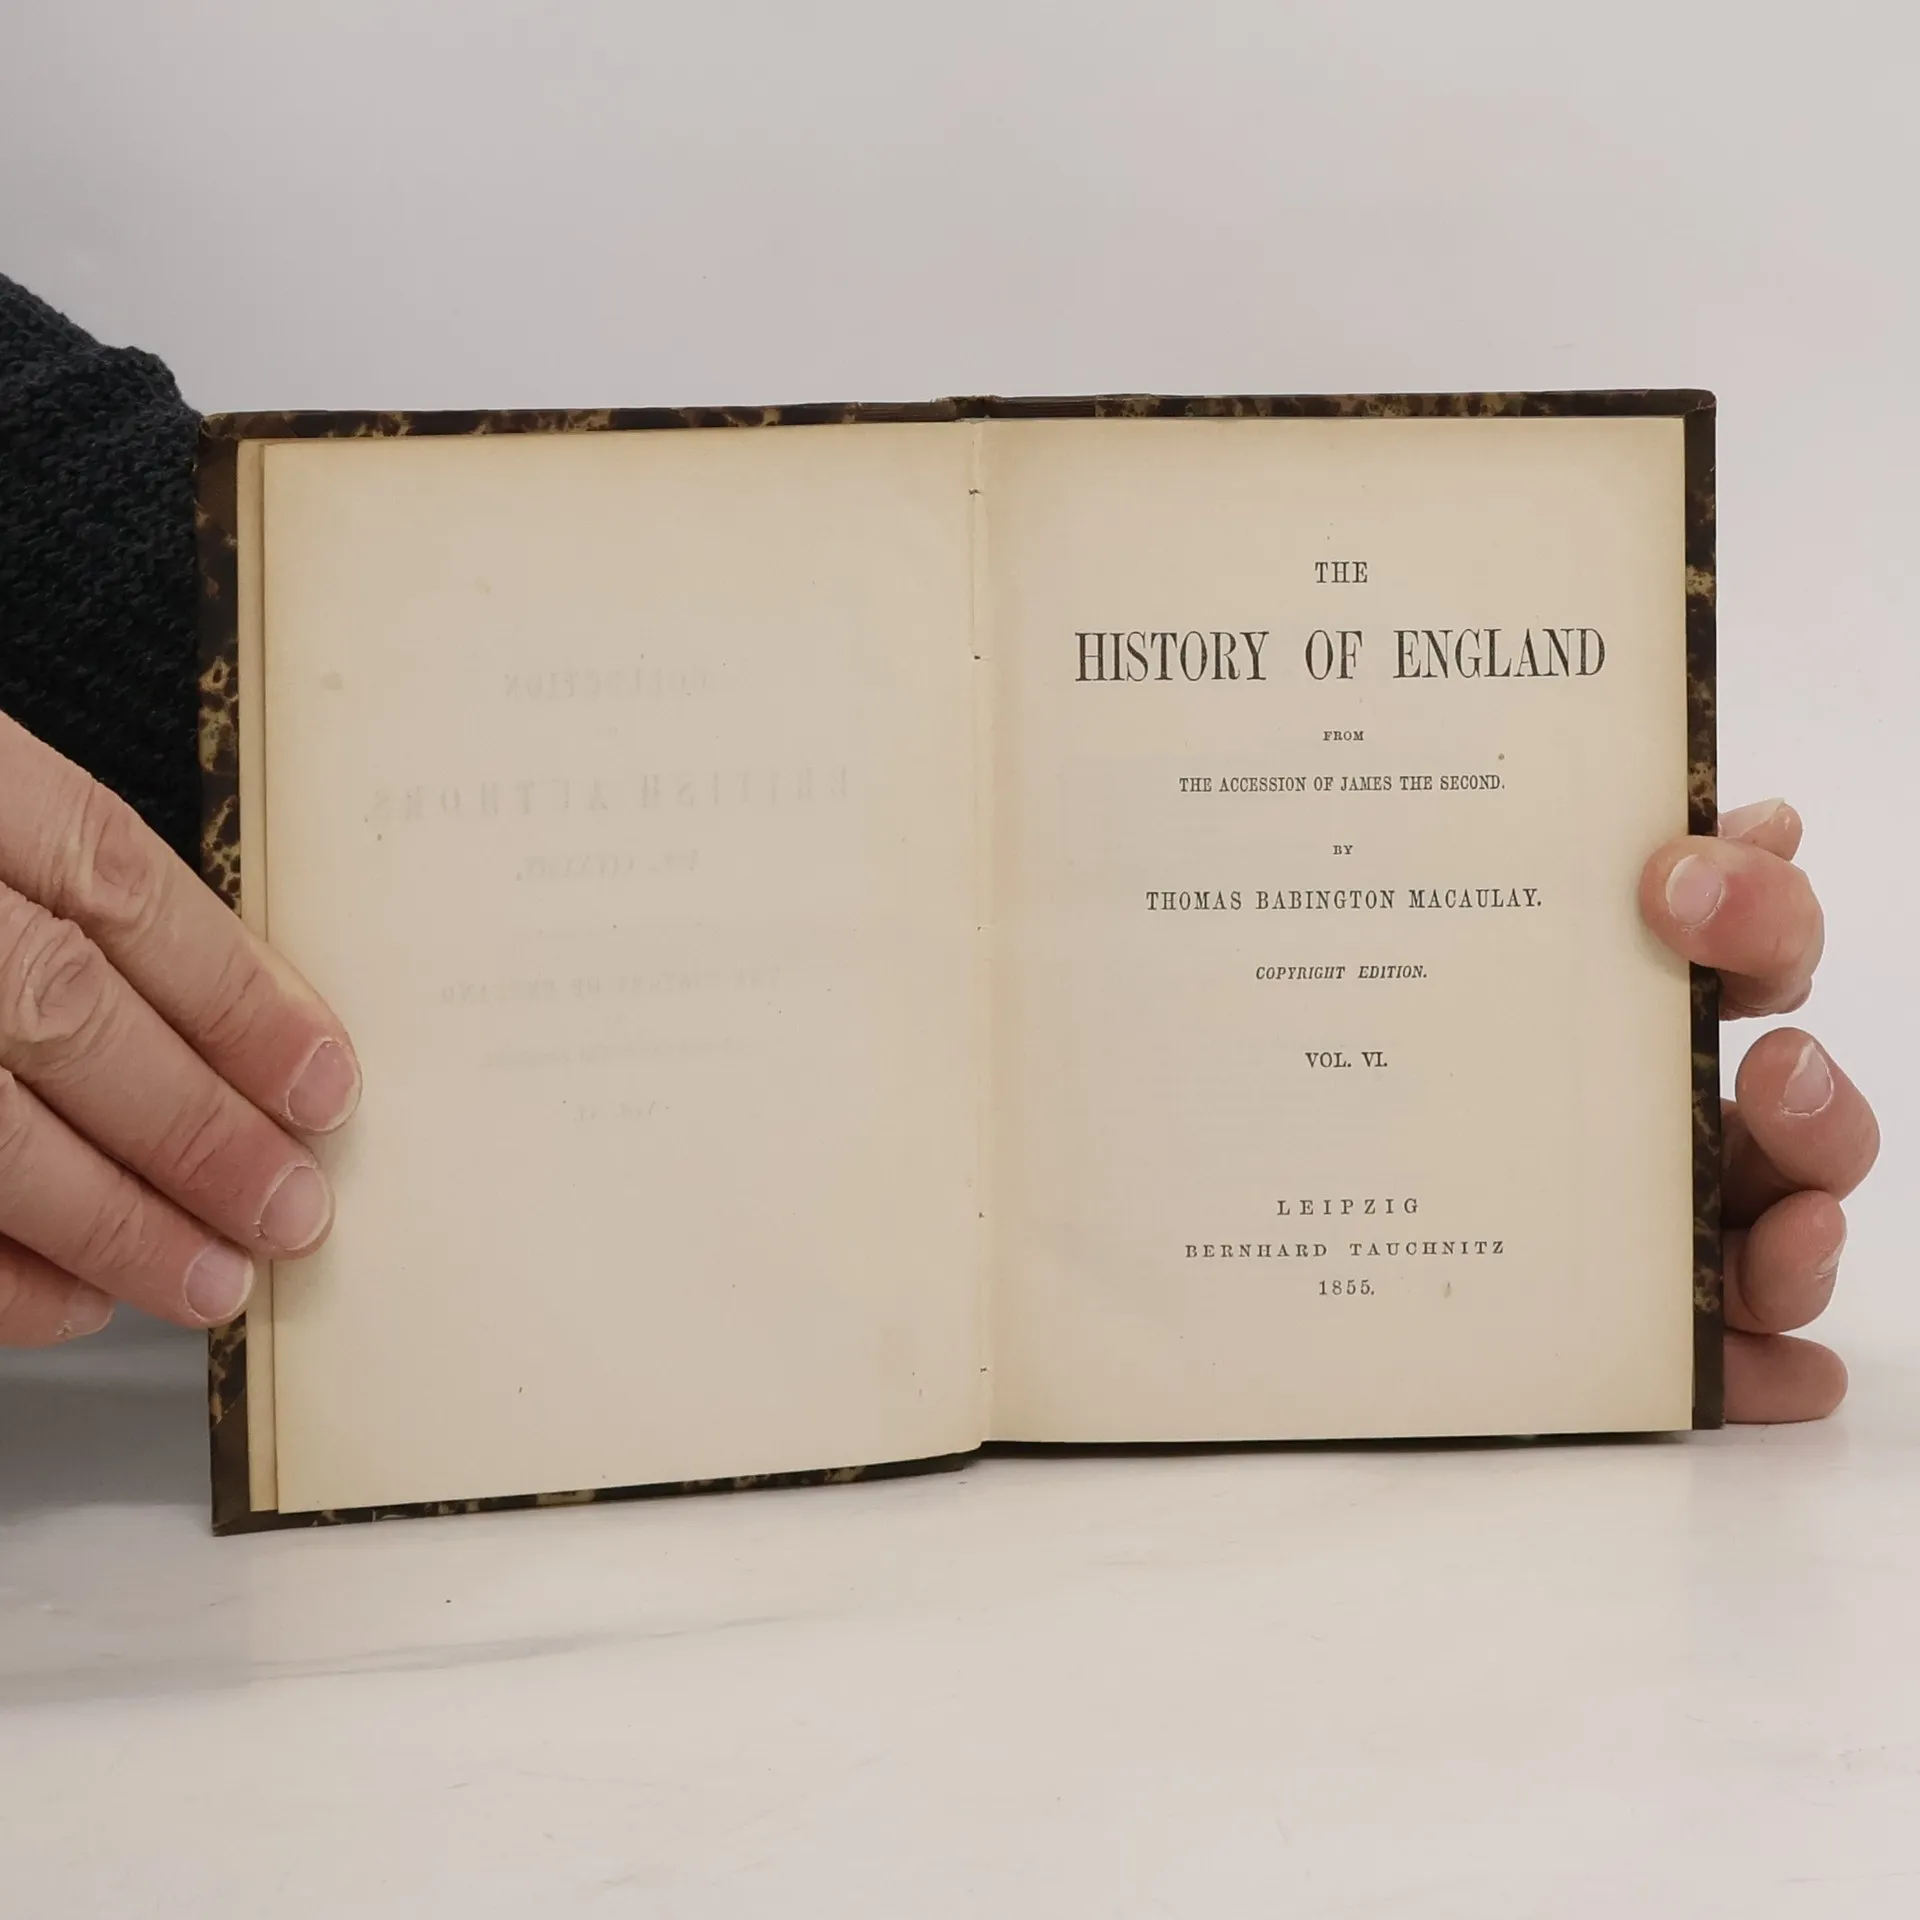 THE
HISTORY OF ENGLAND
FROM
THE ACCESSION OF JAMES THE SECOND.
BY
THOMAS BABINGTON MACAULAY.
COPYRIGHT EDITION.
VOL. VI.
LEIPZIG
BERNHARD TAUCHNITZ
1855.